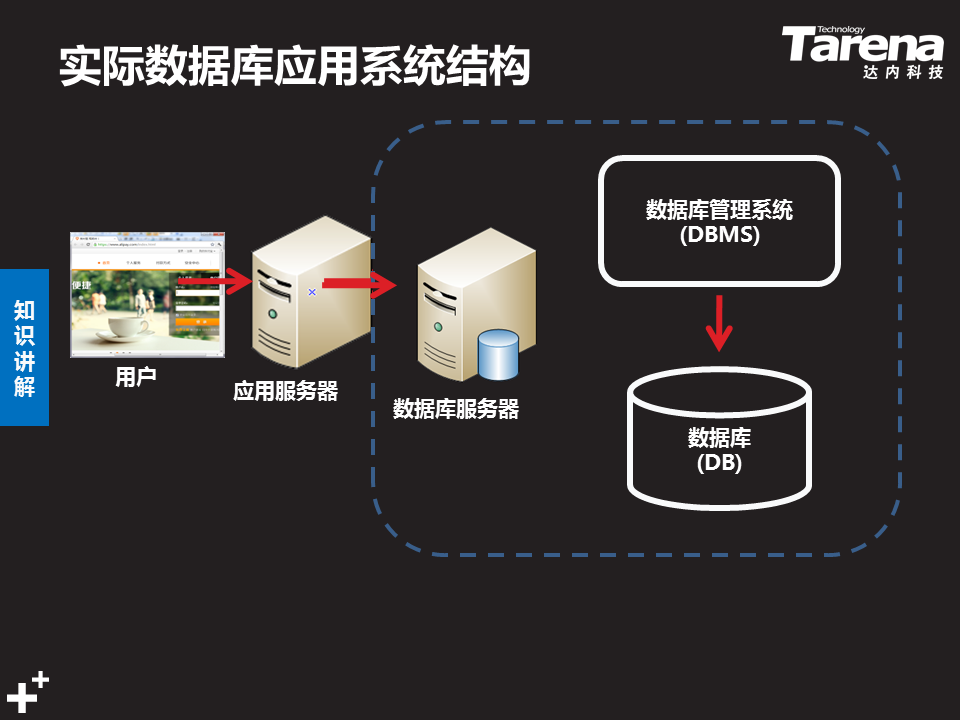 实际数据库应用系统结构
Technology
Tarena
达内科技
知识讲解
数据库管理系统
(DBMS)
便捷
用户
应用服务器
数据库服务器
数据库
(DB)